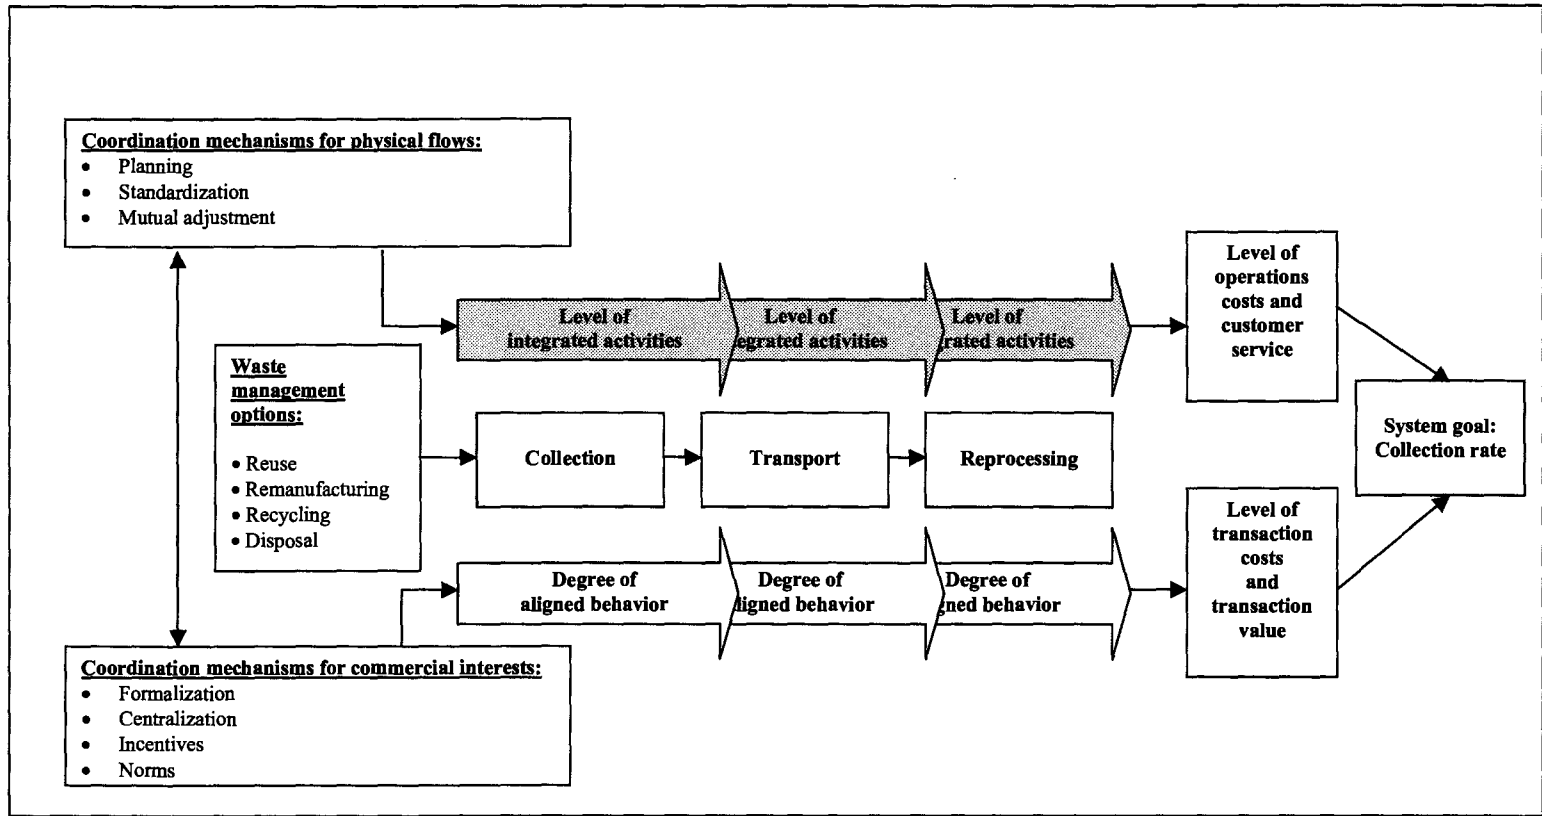 Coordination mechanisms for physical flows:
• Planning
• Standardization
• Mutual adjustment
Level of
integrated activities
Level of
egrated activities
Level of
grated activities
Level of
operations
costs and
customer
service
Waste
management
options:
• Reuse
• Remanufacturing
• Recycling
• Disposal
Collection
Transport
Reprocessing
System goal:
Collection rate
Degree of
aligned behavior
Degree of
ligned behavior
Degree of
gned behavior
Level of
transaction
costs
and
transaction
value
Coordination mechanisms for commercial interests:
• Formalization
• Centralization
• Incentives
• Norms